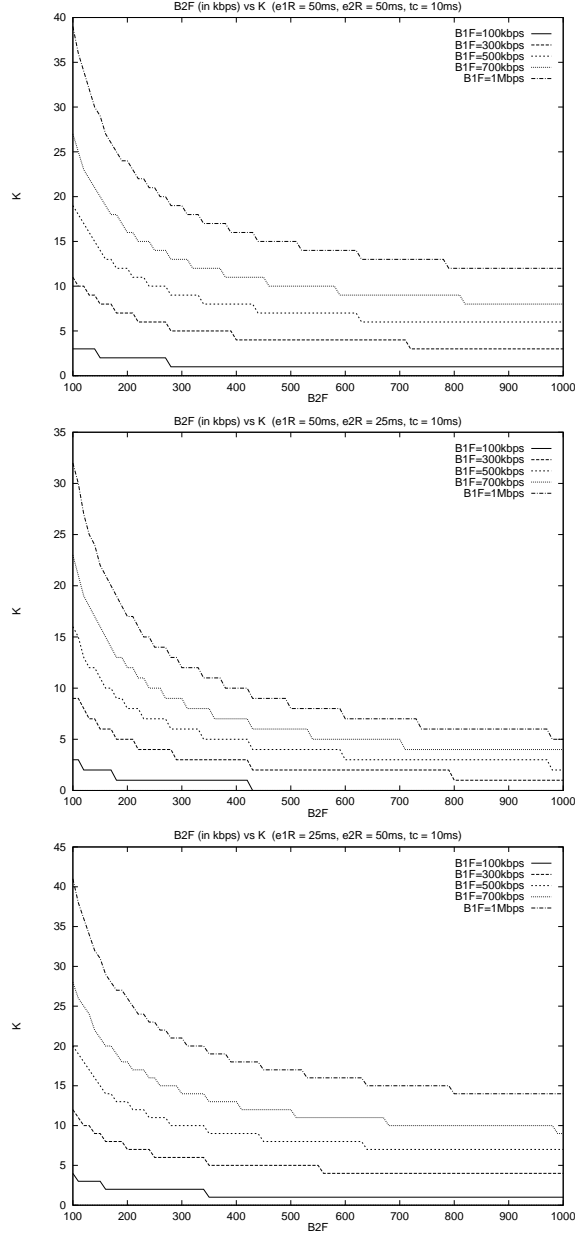 B2F (in kbps) vs K (e1R = 50ms, e2R = 50ms, tc = 10ms)
40
35
30
25
20
15
10
5
0
K
B1F=100kbps
B1F=300kbps
B1F=500kbps
B1F=700kbps
B1F=1Mbps
100 200 300 400 500 600 700 800 900 1000
B2F
B2F (in kbps) vs K (e1R = 50ms, e2R = 25ms, tc = 10ms)
35
30
25
20
15
10
5
0
K
B1F=100kbps
B1F=300kbps
B1F=500kbps
B1F=700kbps
B1F=1Mbps
100 200 300 400 500 600 700 800 900 1000
B2F
B2F (in kbps) vs K (e1R = 25ms, e2R = 50ms, tc = 10ms)
45
40
35
30
25
20
15
10
5
0
K
B1F=100kbps
B1F=300kbps
B1F=500kbps
B1F=700kbps
B1F=1Mbps
100 200 300 400 500 600 700 800 900 1000
B2F